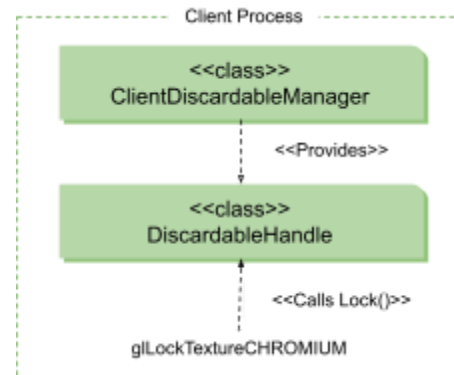 Client Process
<<class>>
ClientDiscardableManager
<<Provides>>
<<class>>
DiscardableHandle
<<Calls Lock()>>
glLockTextureCHROMIUM